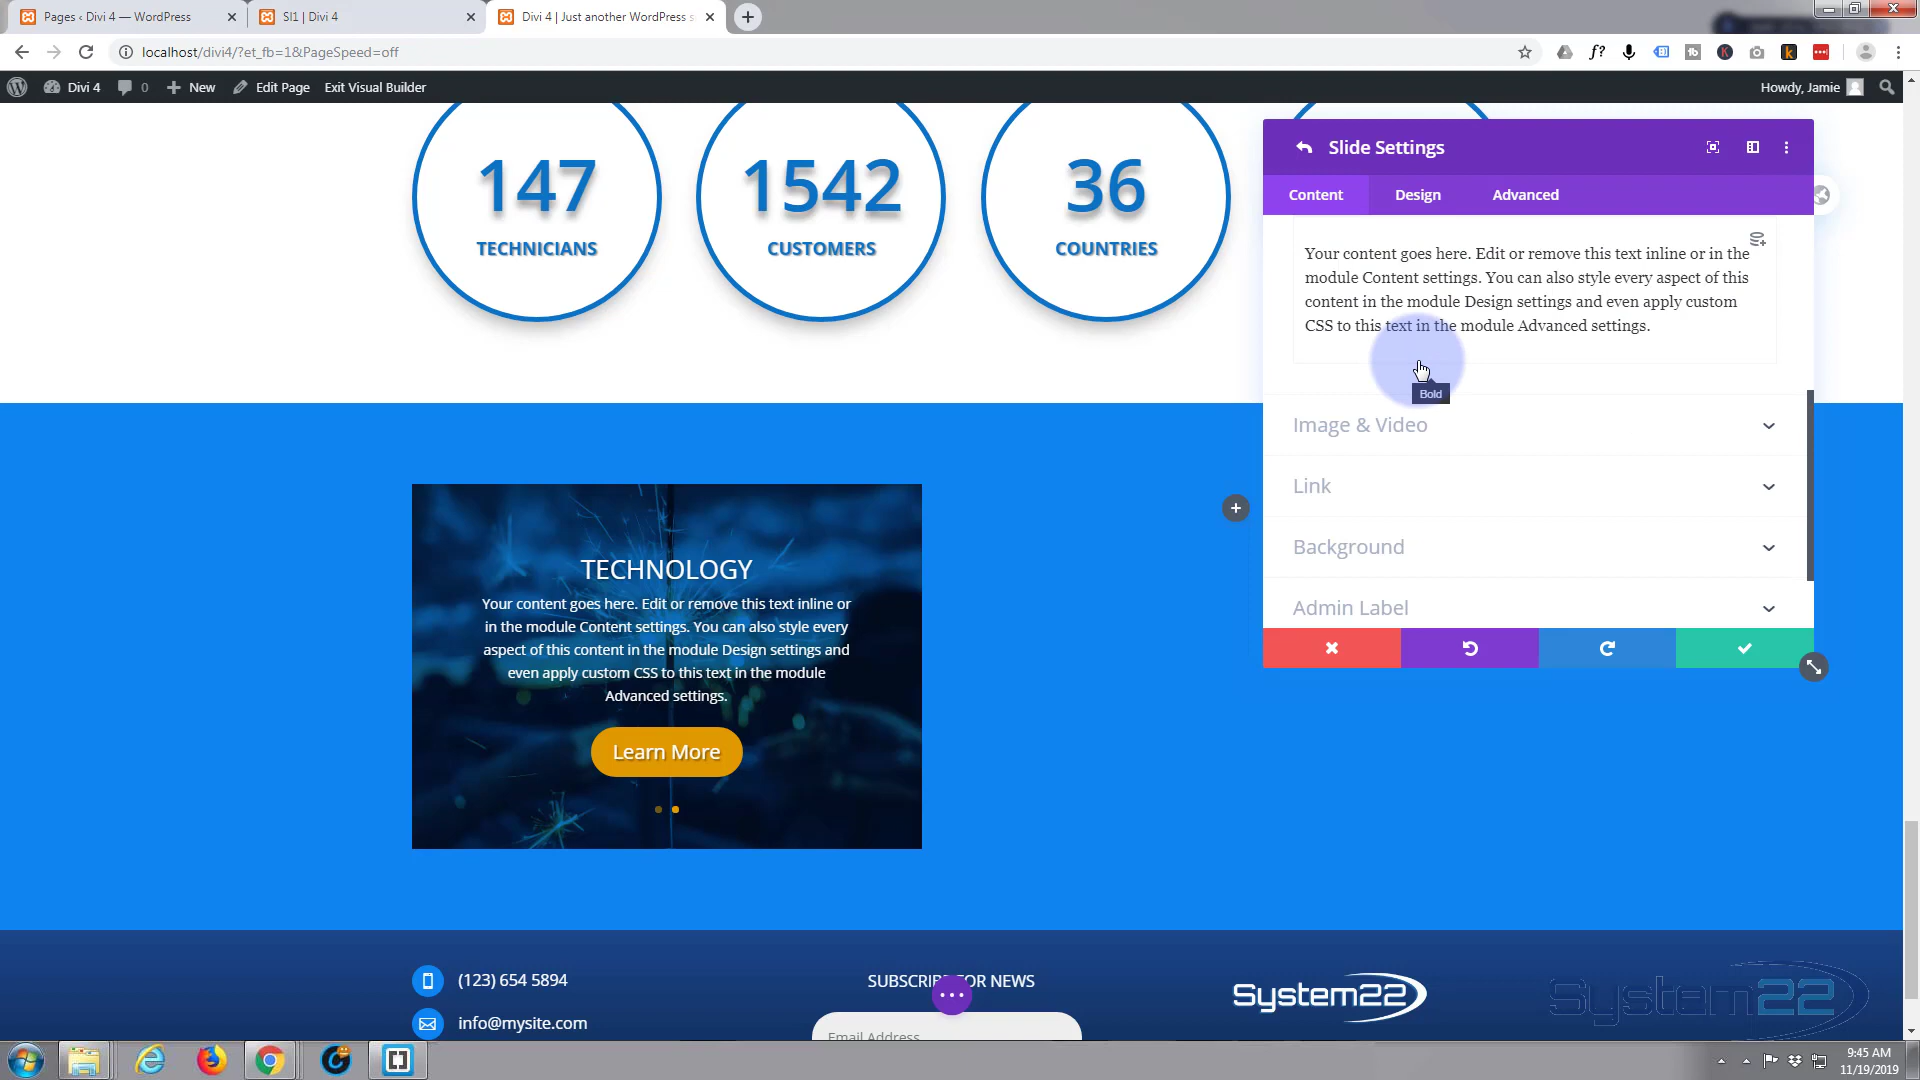 Pages ‹ Divi 4 — WordPress
Sl1 | Divi 4
Divi 4 | Just another WordPress s
localhost/divi4/?et_fb=1&PageSpeed=off
f?
Divi 4
0
New
Edit Page
Exit Visual Builder
Howdy, Jamie
147
TECHNICIANS
1542
CUSTOMERS
36
COUNTRIES
Slide Settings
Content
Design
Advanced
Your content goes here. Edit or remove this text inline or in the
module Content settings. You can also style every aspect of this
content in the module Design settings and even apply custom
CSS to this text in the module Advanced settings.
Bold
Image & Video
Link
Background
Admin Label
TECHNOLOGY
Your content goes here. Edit or remove this text inline or
in the module Content settings. You can also style every
aspect of this content in the module Design settings and
even apply custom CSS to this text in the module
Advanced settings.
Learn More
(123) 654 5894
info@mysite.com
Email Address
System22
System22
9:45 AM
11/19/2019